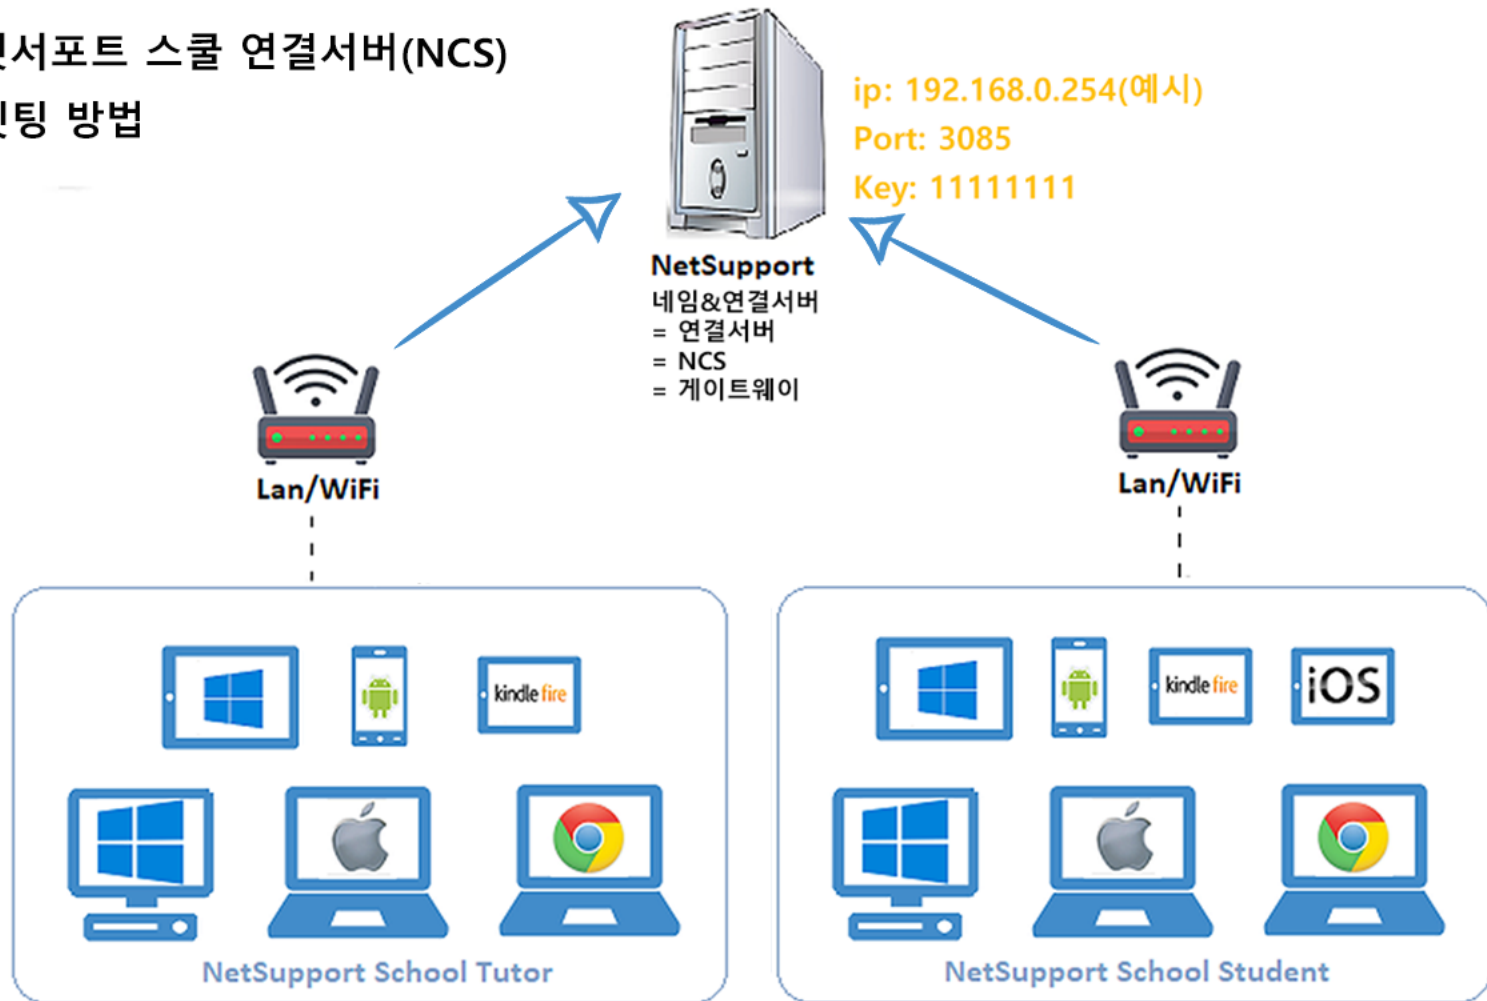 서포트 스쿨 연결서버(NCS)
팅 방법
ip: 192.168.0.254(예시)
Port: 3085
Key: 11111111
NetSupport
네임&연결서버
= 연결서버
= NCS
= 게이트웨이
Lan/WiFi
Lan/WiFi
kindle fire
NetSupport School Tutor
kindle fire
iOS
NetSupport School Student